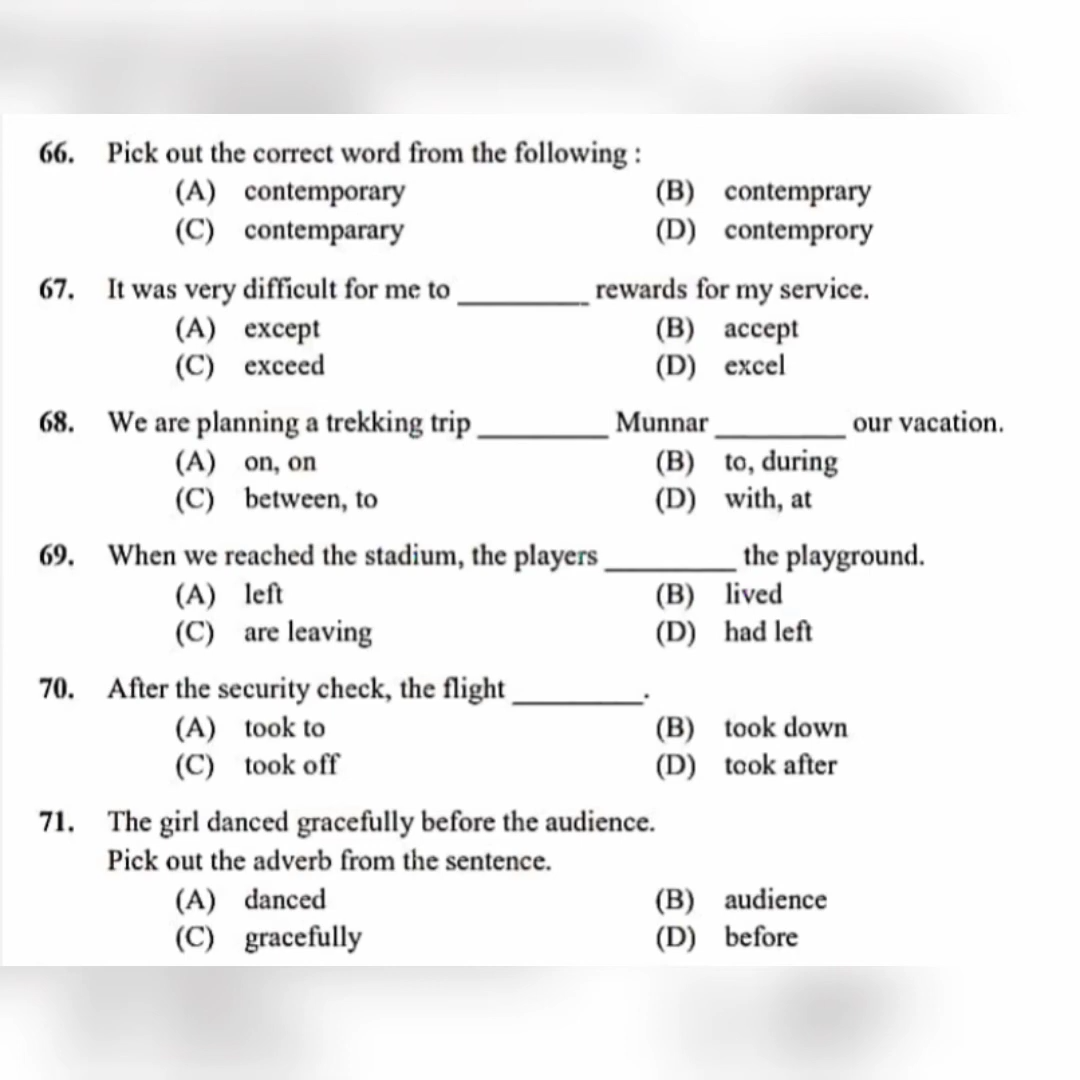 66. Pick out the correct word from the following :
(A) contemporary (B) contemprary
(C) contemparary (D) contemprory
67. It was very difficult for me to __________ rewards for my service.
(A) except (B) accept
(C) exceed (D) excel
68. We are planning a trekking trip __________ Munnar __________ our vacation.
(A) on, on (B) to, during
(C) between, to (D) with, at
69. When we reached the stadium, the players __________ the playground.
(A) left (B) lived
(C) are leaving (D) had left
70. After the security check, the flight __________.
(A) took to (B) took down
(C) took off (D) took after
71. The girl danced gracefully before the audience.
Pick out the adverb from the sentence.
(A) danced (B) audience
(C) gracefully (D) before